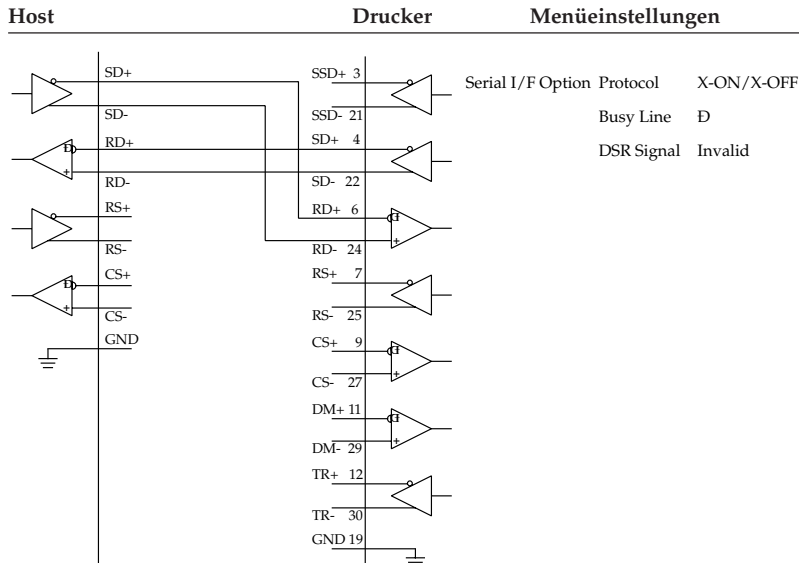 Host Drucker Menüeinstellungen
SD+ SSD+ 3 Serial I/F Option Protocol X-ON/X-OFF
SD- SSD- 21 Busy Line Đ
RD+ SD+ 4 DSR Signal Invalid
RD- SD- 22
RS+ RD+ 6
RS- RD- 24
CS+ RS+ 7
CS- RS- 25
GND CS+ 9
CS- 27
DM+ 11
DM- 29
TR+ 12
TR- 30
GND 19